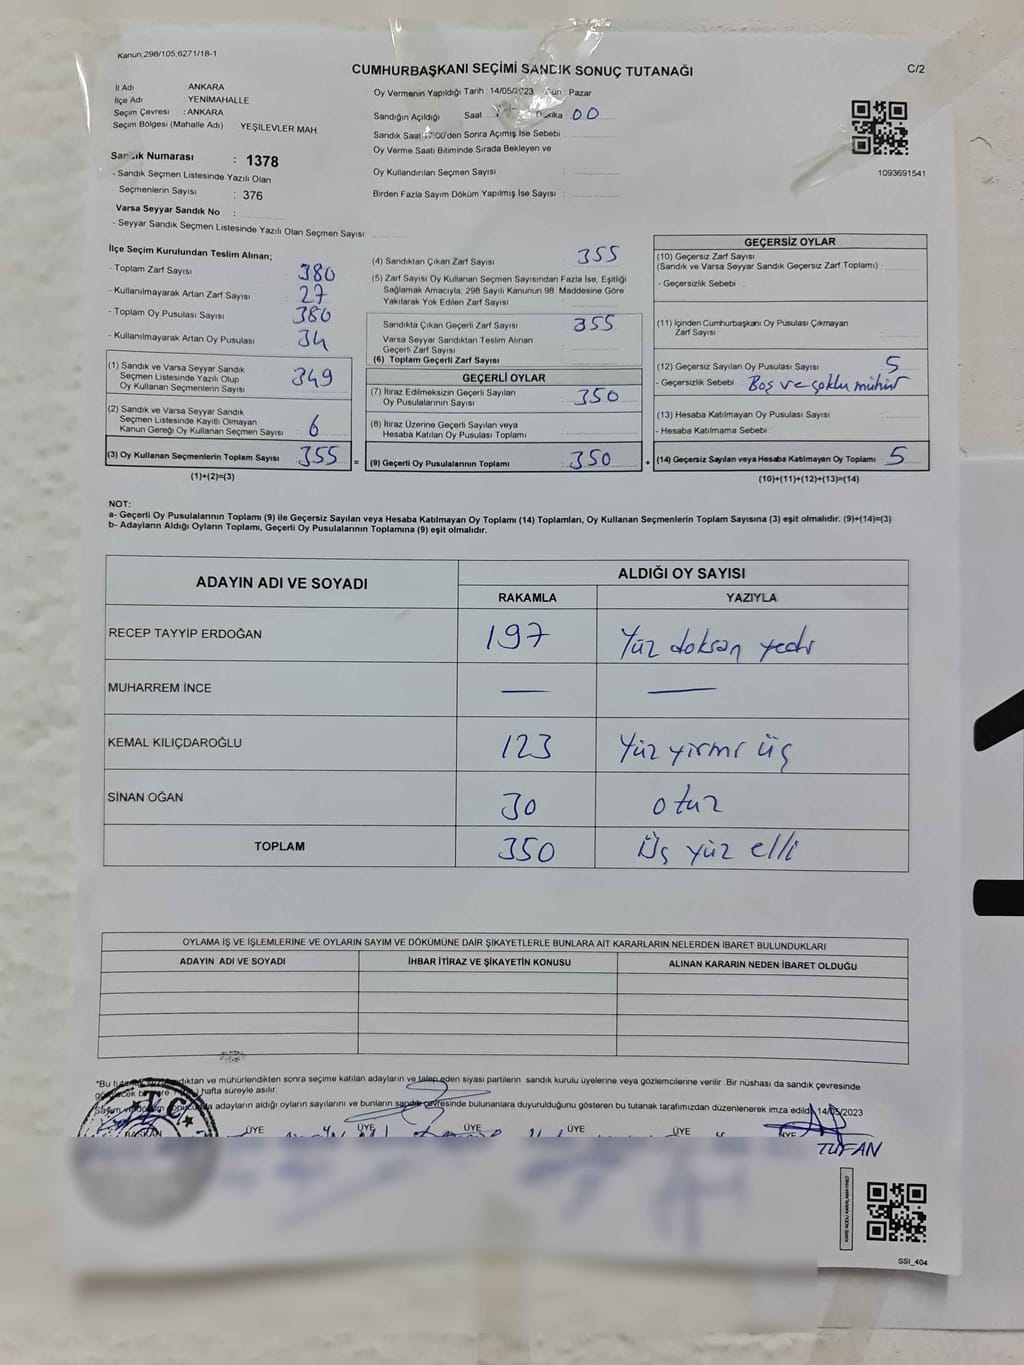 Kanun:298/105,6271/18-1
CUMHURBAŞKANI SEÇİMİ SANDIK SONUÇ TUTANAĞI
C/2
İl Adı ANKARA
İlçe Adı : YENİMAHALLE
Seçim Çevresi : ANKARA
Seçim Bölgesi (Mahalle Adı) : YEŞİLEVLER MAH.
Oy Vermenin Yapıldığı Tarih : 14/05/2023 Gün : Pazar
Sandığın Açıldığı Saat Dakika 00
Sandık Saat 17:00'den Sonra Açımış İse Sebebi :
Oy Verme Saati Bitiminde Sırada Bekleyen ve
Oy Kullandırılan Seçmen Sayısı :
Birden Fazla Sayım Döküm Yapılmış İse Sayısı :
1093691541
Sandık Numarası : 1378
- Sandık Seçmen Listesinde Yazılı Olan
Seçmenlerin Sayısı : 376
Varsa Seyyar Sandık No :
- Seyyar Sandık Seçmen Listesinde Yazılı Olan Seçmen Sayısı:
İlçe Seçim Kurulundan Teslim Alınan;
- Toplam Zarf Sayısı : 380
- Kullanılmayarak Artan Zarf Sayısı : 27
- Toplam Oy Pusulası Sayısı : 380
- Kullanılmayarak Artan Oy Pusulası : 34
(1) Sandık ve Varsa Seyyar Sandık
Seçmen Listesinde Yazılı Olup
Oy Kullanan Seçmenlerin Sayısı : 349
(2) Sandık ve Varsa Seyyar Sandık
Seçmen Listesinde Kayıtlı Olmayan
Kanun Gereği Oy Kullanan Seçmen Sayısı : 6
(3) Oy Kullanan Seçmenlerin Toplam Sayısı : 355
(1)+(2)=(3)
(4) Sandıktan Çıkan Zarf Sayısı : 355
(5) Zarf Sayısı Oy Kullanan Seçmen Sayısından Fazla İse, Eşitliği
Sağlamak Amacıyla, 298 Sayılı Kanunun 98. Maddesine Göre
Yakılarak Yok Edilen Zarf Sayısı :
Sandıkta Çıkan Geçerli Zarf Sayısı : 355
Varsa Seyyar Sandıktan Teslim Alınan
Geçerli Zarf Sayısı :
(6) Toplam Geçerli Zarf Sayısı :
GEÇERLİ OYLAR
(7) İtiraz Edilmeksizin Geçerli Sayılan
Oy Pusulalarının Sayısı : 350
(8) İtiraz Üzerine Geçerli Sayılan veya
Hesaba Katılan Oy Pusulası Toplamı :
= (9) Geçerli Oy Pusulalarının Toplamı : 350
GEÇERSİZ OYLAR
(10) Geçersiz Zarf Sayısı
(Sandık ve Varsa Seyyar Sandık Geçersiz Zarf Toplamı) :
- Geçersizlik Sebebi :
(11) İçinden Cumhurbaşkanı Oy Pusulası Çıkmayan
Zarf Sayısı :
(12) Geçersiz Sayılan Oy Pusulası Sayısı : 5
- Geçersizlik Sebebi : Boş ve çoklu mühür
(13) Hesaba Katılmayan Oy Pusulası Sayısı :
- Hesaba Katılmama Sebebi :
+ (14) Geçersiz Sayılan veya Hesaba Katılmayan Oy Toplamı : 5
(10)+(11)+(12)+(13)=(14)
NOT:
a- Geçerli Oy Pusulalarının Toplamı (9) ile Geçersiz Sayılan veya Hesaba Katılmayan Oy Toplamı (14) Toplamları, Oy Kullanan Seçmenlerin Toplam Sayısına (3) eşit olmalıdır. (9)+(14)=(3)
b- Adayların Aldığı Oyların Toplamı, Geçerli Oy Pusulalarının Toplamına (9) eşit olmalıdır.
ADAYIN ADI VE SOYADI
ALDIĞI OY SAYISI
RAKAMLA YAZIYLA
RECEP TAYYİP ERDOĞAN 197 Yüz doksan yedi
MUHARREM İNCE — —
KEMAL KILIÇDAROĞLU 123 Yüz yirmi üç
SİNAN OĞAN 30 otuz
TOPLAM 350 Üç yüz elli
OYLAMA İŞ VE İŞLEMLERİNE VE OYLARIN SAYIM VE DÖKÜMÜNE DAİR ŞİKAYETLERLE BUNLARA AİT KARARLARIN NELERDEN İBARET BULUNDUKLARI
ADAYIN ADI VE SOYADI İHBAR İTİRAZ VE ŞİKAYETİN KONUSU ALINAN KARARIN NEDEN İBARET OLDUĞU
*Bu ve mühürlendikten sonra seçime katılan adayların ve talep eden siyasi partilerin sandık kurulu üyelerine veya gözlemcilerine verilir. Bir nüshası da sandık çevresinde
hafta süreyle asılır.
Sayım adayların aldığı oyların sayılarını ve bunların sandık çevresinde bulunanlara duyurulduğunu gösteren bu tutanak tarafımızdan düzenlenerek imza edildi. 14/05/2023
T.C.
BAŞKAN ÜYE ÜYE ÜYE ÜYE ÜYE ÜYE
TUFAN
SSİ_404